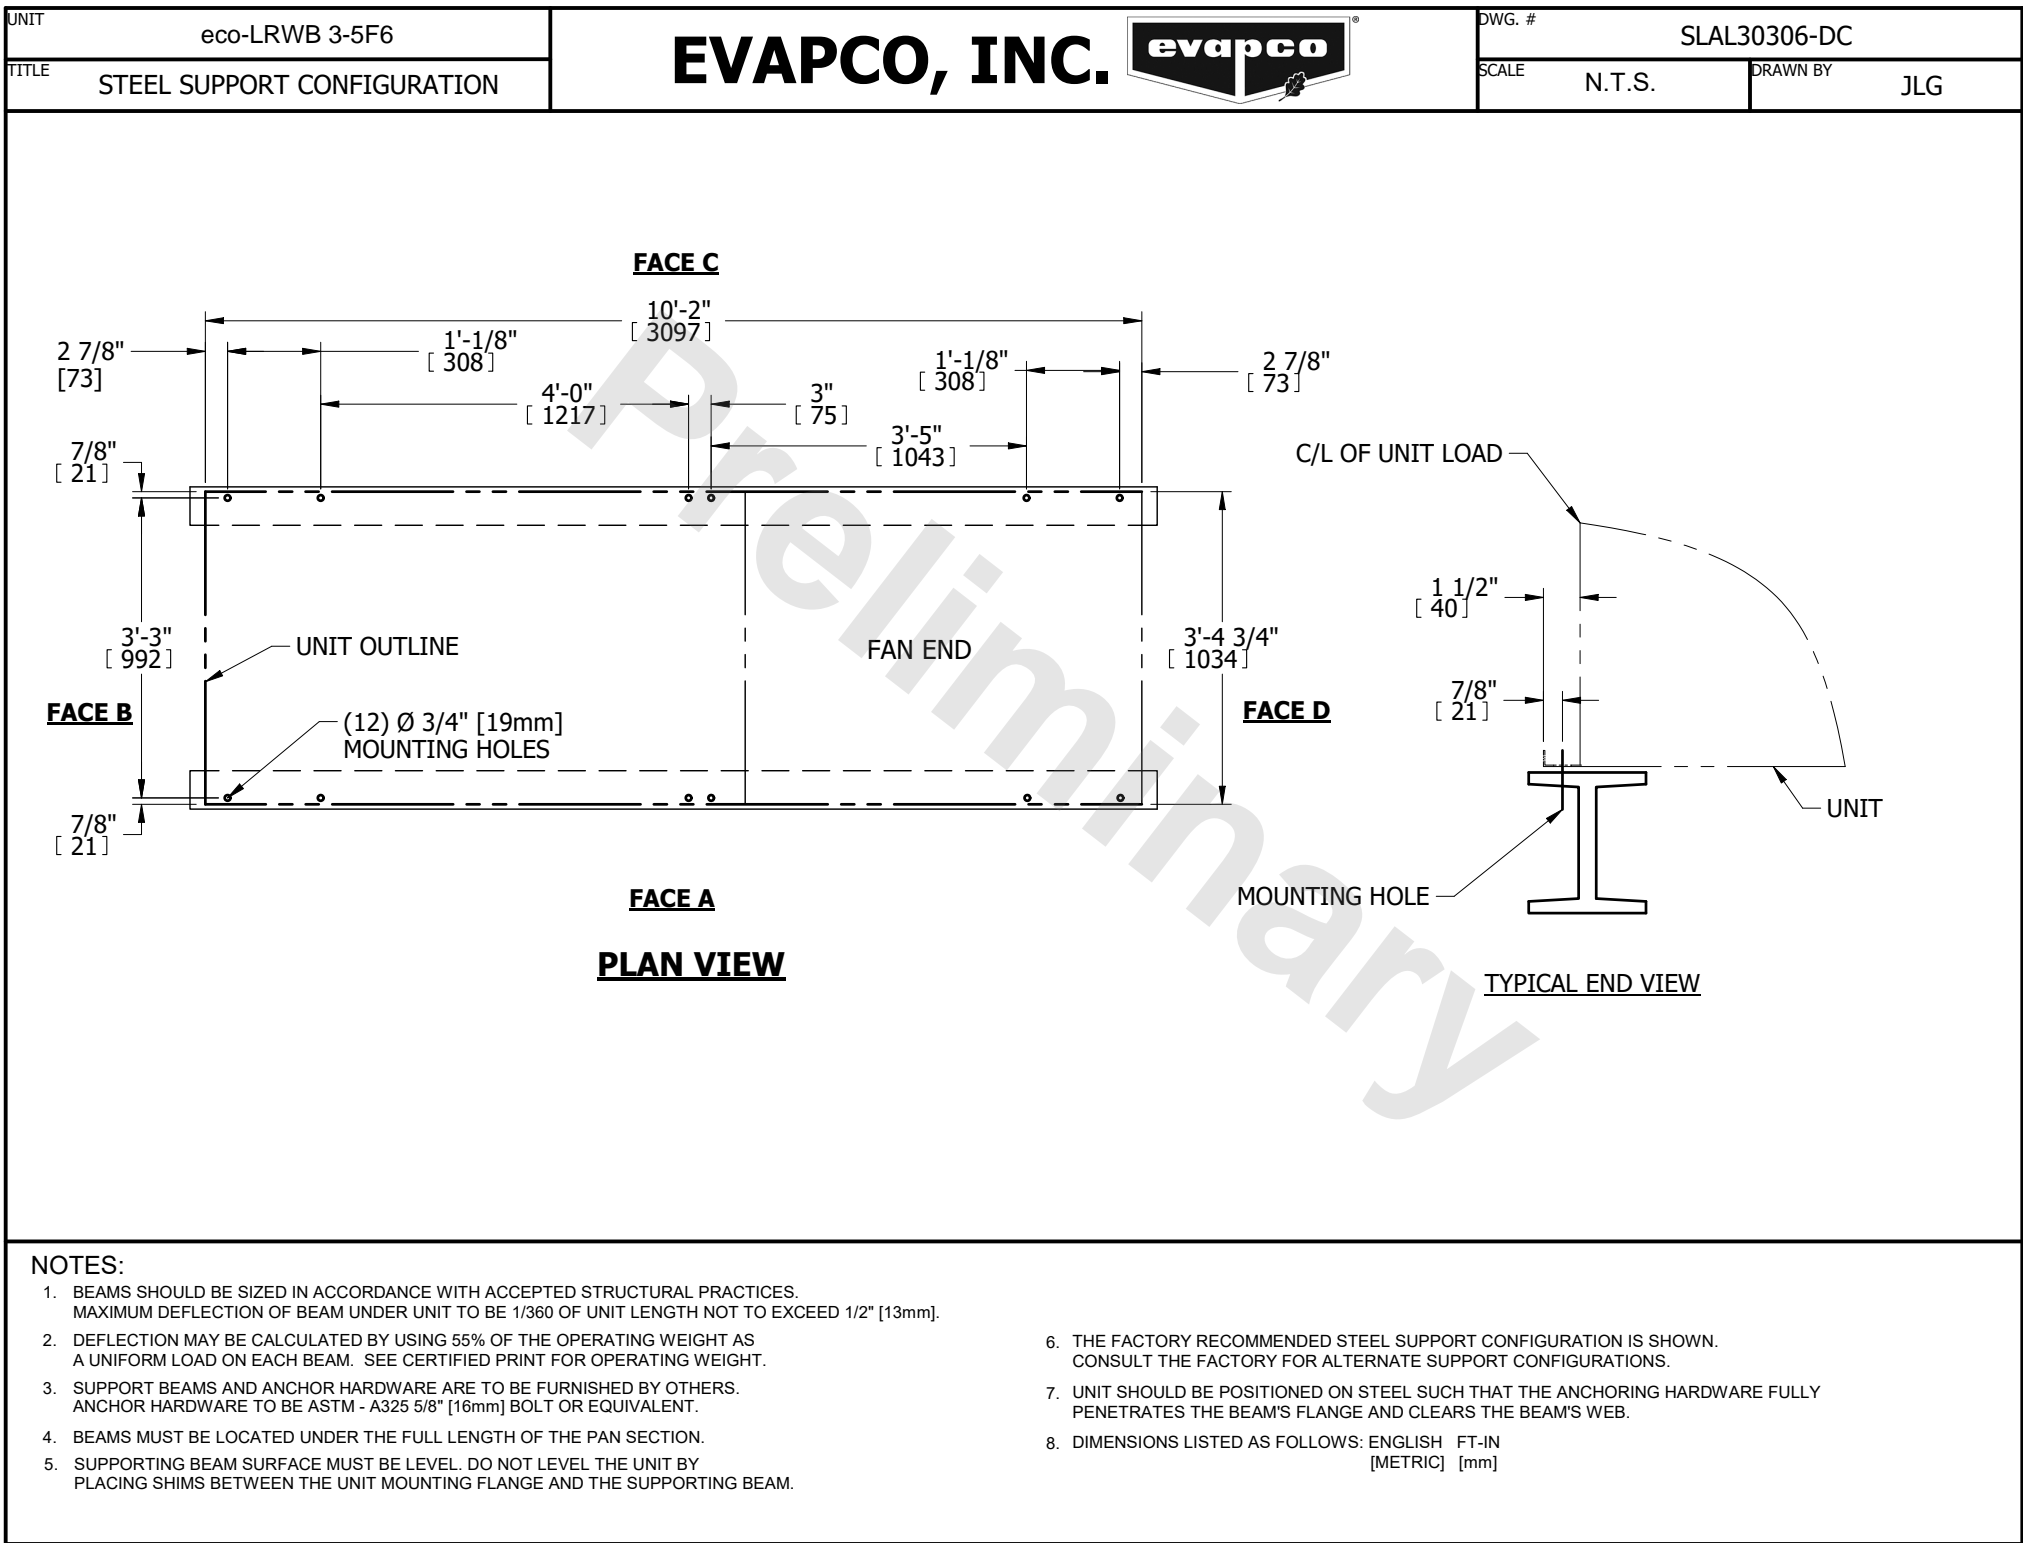 UNIT
eco-LRWB 3-5F6
TITLE
STEEL SUPPORT CONFIGURATION
EVAPCO, INC.
evapco
®
DWG. #
SLAL30306-DC
SCALE
N.T.S.
DRAWN BY
JLG
FACE C
10'-2"
[ 3097]
2 7/8"
[73]
1'-1/8"
[ 308]
4'-0"
[ 1217]
3"
[ 75]
1'-1/8"
[ 308]
2 7/8"
[ 73]
3'-5"
[ 1043]
7/8"
[ 21]
3'-3"
[ 992]
UNIT OUTLINE
FAN END
3'-4 3/4"
[ 1034]
FACE B
(12) Ø 3/4" [19mm]
MOUNTING HOLES
FACE D
7/8"
[ 21]
FACE A
PLAN VIEW
C/L OF UNIT LOAD
1 1/2"
[ 40]
7/8"
[ 21]
UNIT
MOUNTING HOLE
TYPICAL END VIEW
Preliminary
NOTES:
1. BEAMS SHOULD BE SIZED IN ACCORDANCE WITH ACCEPTED STRUCTURAL PRACTICES.
MAXIMUM DEFLECTION OF BEAM UNDER UNIT TO BE 1/360 OF UNIT LENGTH NOT TO EXCEED 1/2" [13mm].
2. DEFLECTION MAY BE CALCULATED BY USING 55% OF THE OPERATING WEIGHT AS
A UNIFORM LOAD ON EACH BEAM. SEE CERTIFIED PRINT FOR OPERATING WEIGHT.
3. SUPPORT BEAMS AND ANCHOR HARDWARE ARE TO BE FURNISHED BY OTHERS.
ANCHOR HARDWARE TO BE ASTM - A325 5/8" [16mm] BOLT OR EQUIVALENT.
4. BEAMS MUST BE LOCATED UNDER THE FULL LENGTH OF THE PAN SECTION.
5. SUPPORTING BEAM SURFACE MUST BE LEVEL. DO NOT LEVEL THE UNIT BY
PLACING SHIMS BETWEEN THE UNIT MOUNTING FLANGE AND THE SUPPORTING BEAM.
6. THE FACTORY RECOMMENDED STEEL SUPPORT CONFIGURATION IS SHOWN.
CONSULT THE FACTORY FOR ALTERNATE SUPPORT CONFIGURATIONS.
7. UNIT SHOULD BE POSITIONED ON STEEL SUCH THAT THE ANCHORING HARDWARE FULLY
PENETRATES THE BEAM'S FLANGE AND CLEARS THE BEAM'S WEB.
8. DIMENSIONS LISTED AS FOLLOWS: ENGLISH FT-IN
[METRIC] [mm]